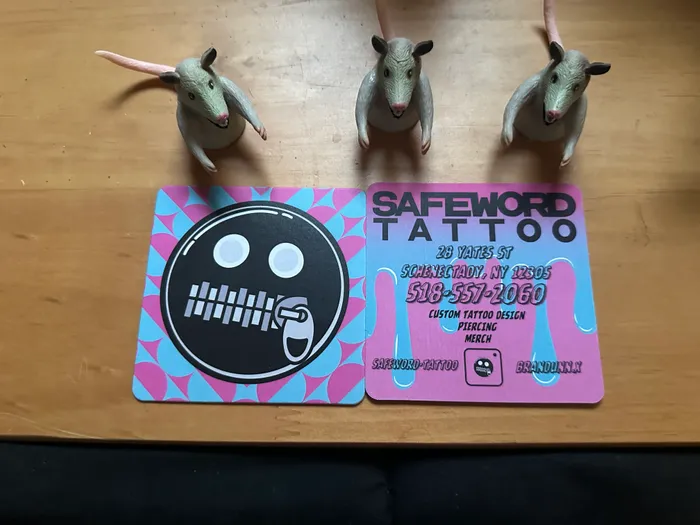 SAFEWORD
TATTOO
28 YATES ST
SCHENECTADY, NY 12305
518-557-2060
CUSTOM TATTOO DESIGN
PIERCING
MERCH
SAFEWORD-TATTOO
BRANDUNN.X